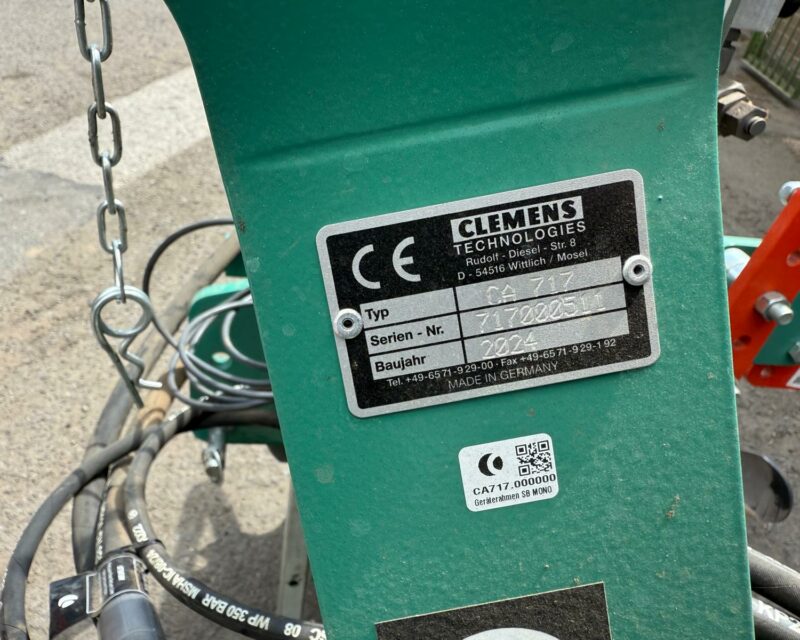 CE
CLEMENS
TECHNOLOGIES
Rudolf - Diesel - Str. 8
D - 54516 Wittlich / Mosel
Typ CA 717
Serien - Nr. 717000511
Baujahr 2024
Tel. +49-6571-929-00 · Fax +49-6571-929-192
MADE IN GERMANY
CA717.000000
Geräterahmen SB MONO
WP 350 BAR MSHA